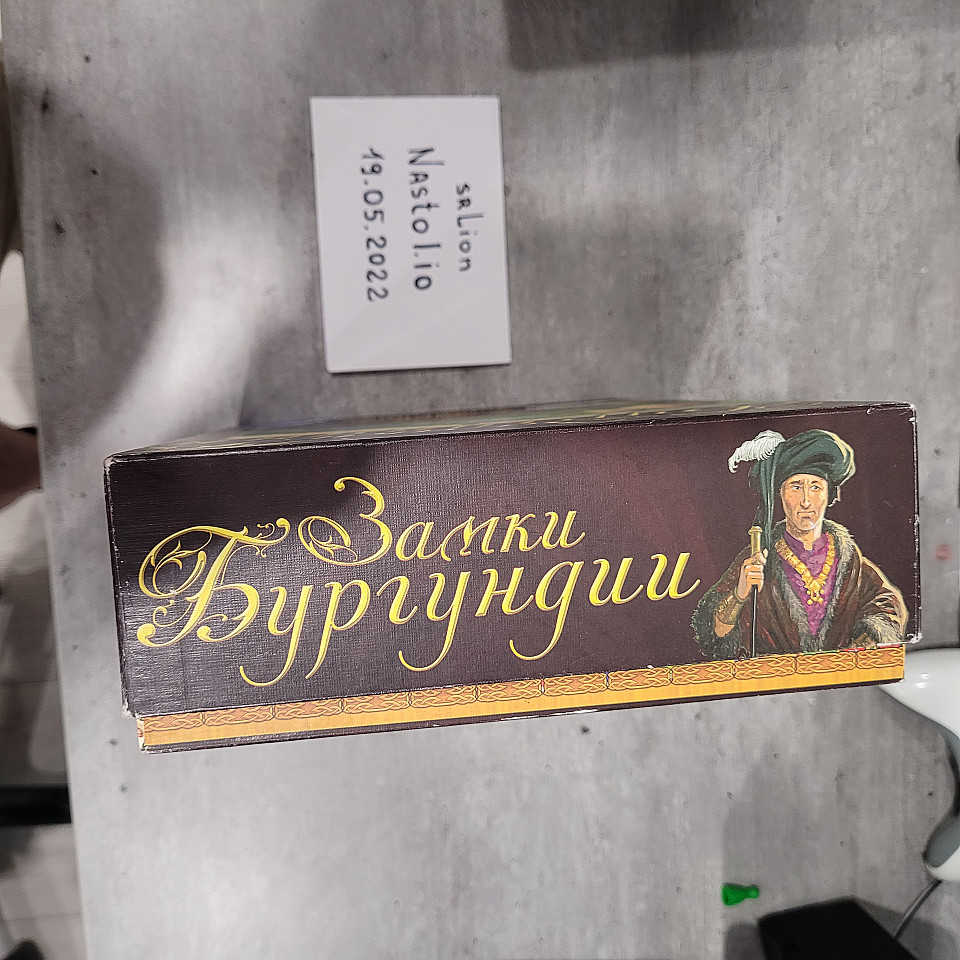 sRLion
Nastol.io
19.05.2022
Замки
Бургундии